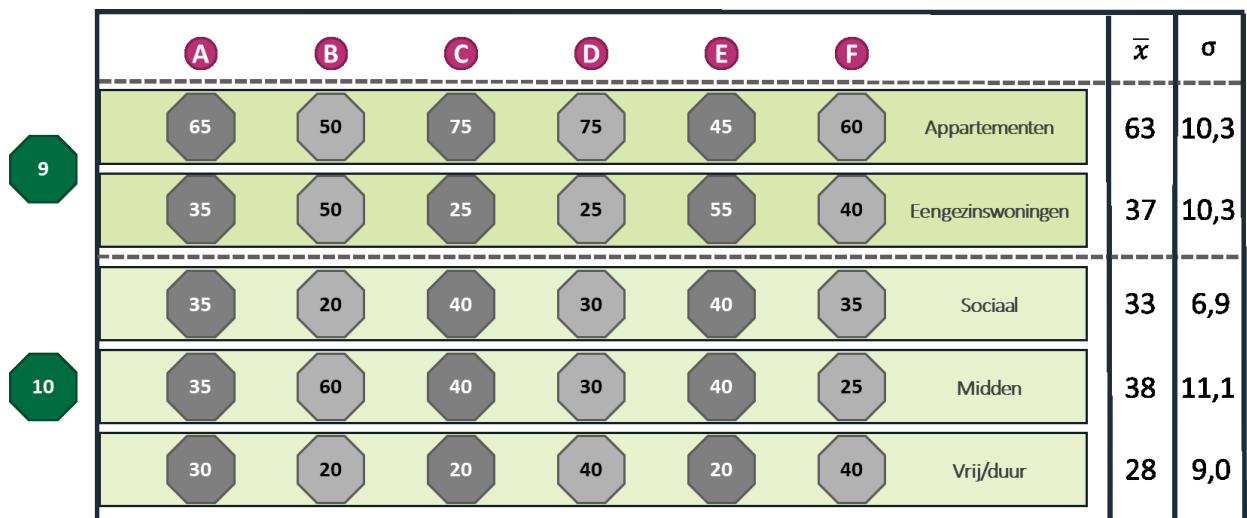 A B C D E F x̄ σ
65 50 75 75 45 60 Appartementen 63 10,3
9
35 50 25 25 55 40 Eengezinswoningen 37 10,3
35 20 40 30 40 35 Sociaal 33 6,9
10 35 60 40 30 40 25 Midden 38 11,1
30 20 20 40 20 40 Vrij/duur 28 9,0